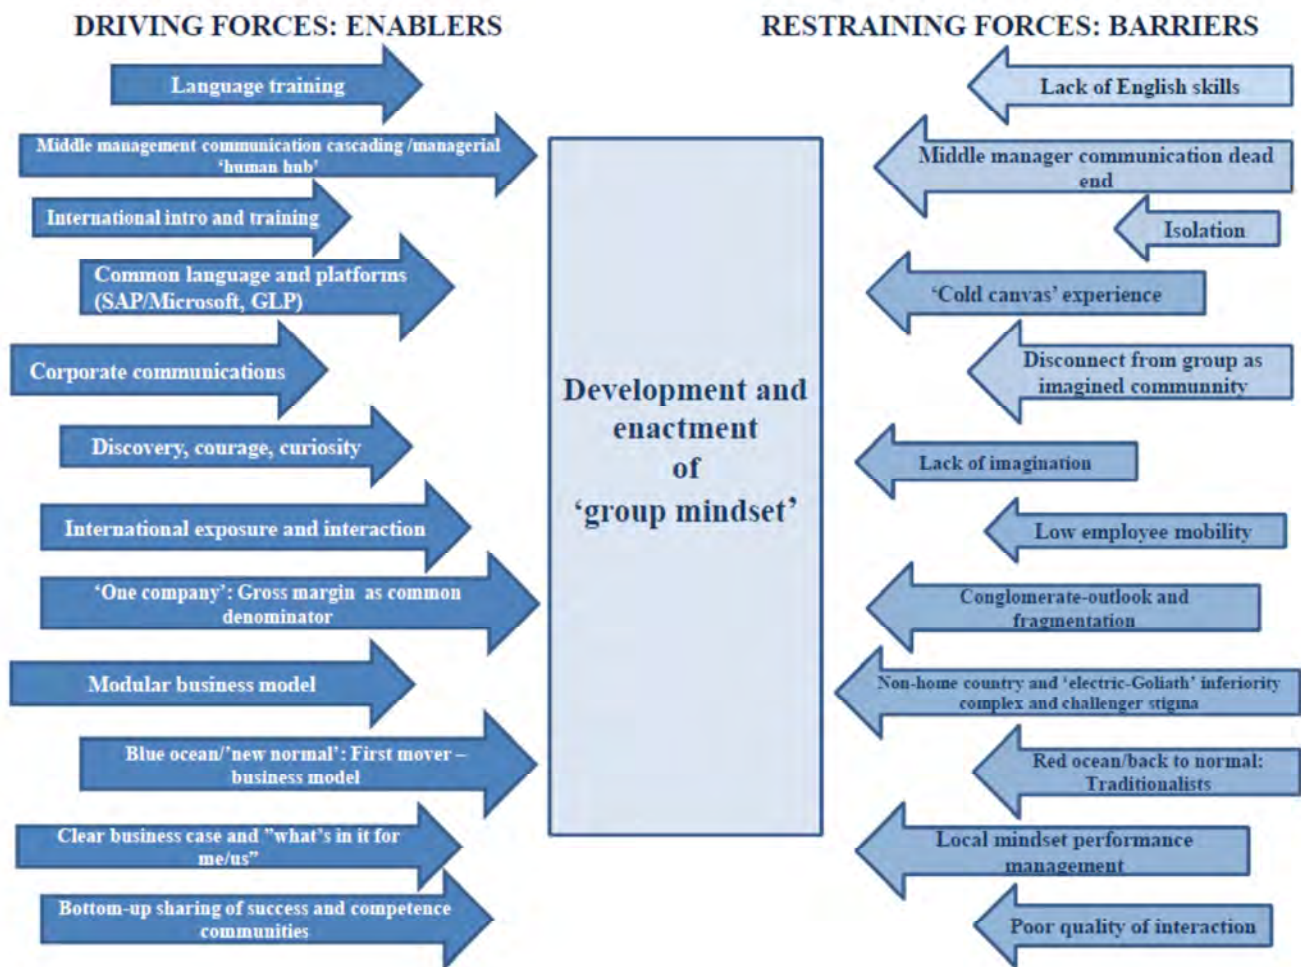 DRIVING FORCES: ENABLERS
RESTRAINING FORCES: BARRIERS
Language training
Middle management communication cascading /managerial
‘human hub’
International intro and training
Common language and platforms
(SAP/Microsoft, GLP)
Corporate communications
Discovery, courage, curiosity
International exposure and interaction
‘One company’: Gross margin as common
denominator
Modular business model
Blue ocean/’new normal’: First mover –
business model
Clear business case and ”what’s in it for
me/us”
Bottom-up sharing of success and competence
communities
Development and
enactment
of
‘group mindset’
Lack of English skills
Middle manager communication dead
end
Isolation
‘Cold canvas’ experience
Disconnect from group as
imagined communnity
Lack of imagination
Low employee mobility
Conglomerate-outlook and
fragmentation
Non-home country and ‘electric-Goliath’ inferiority
complex and challenger stigma
Red ocean/back to normal:
Traditionalists
Local mindset performance
management
Poor quality of interaction